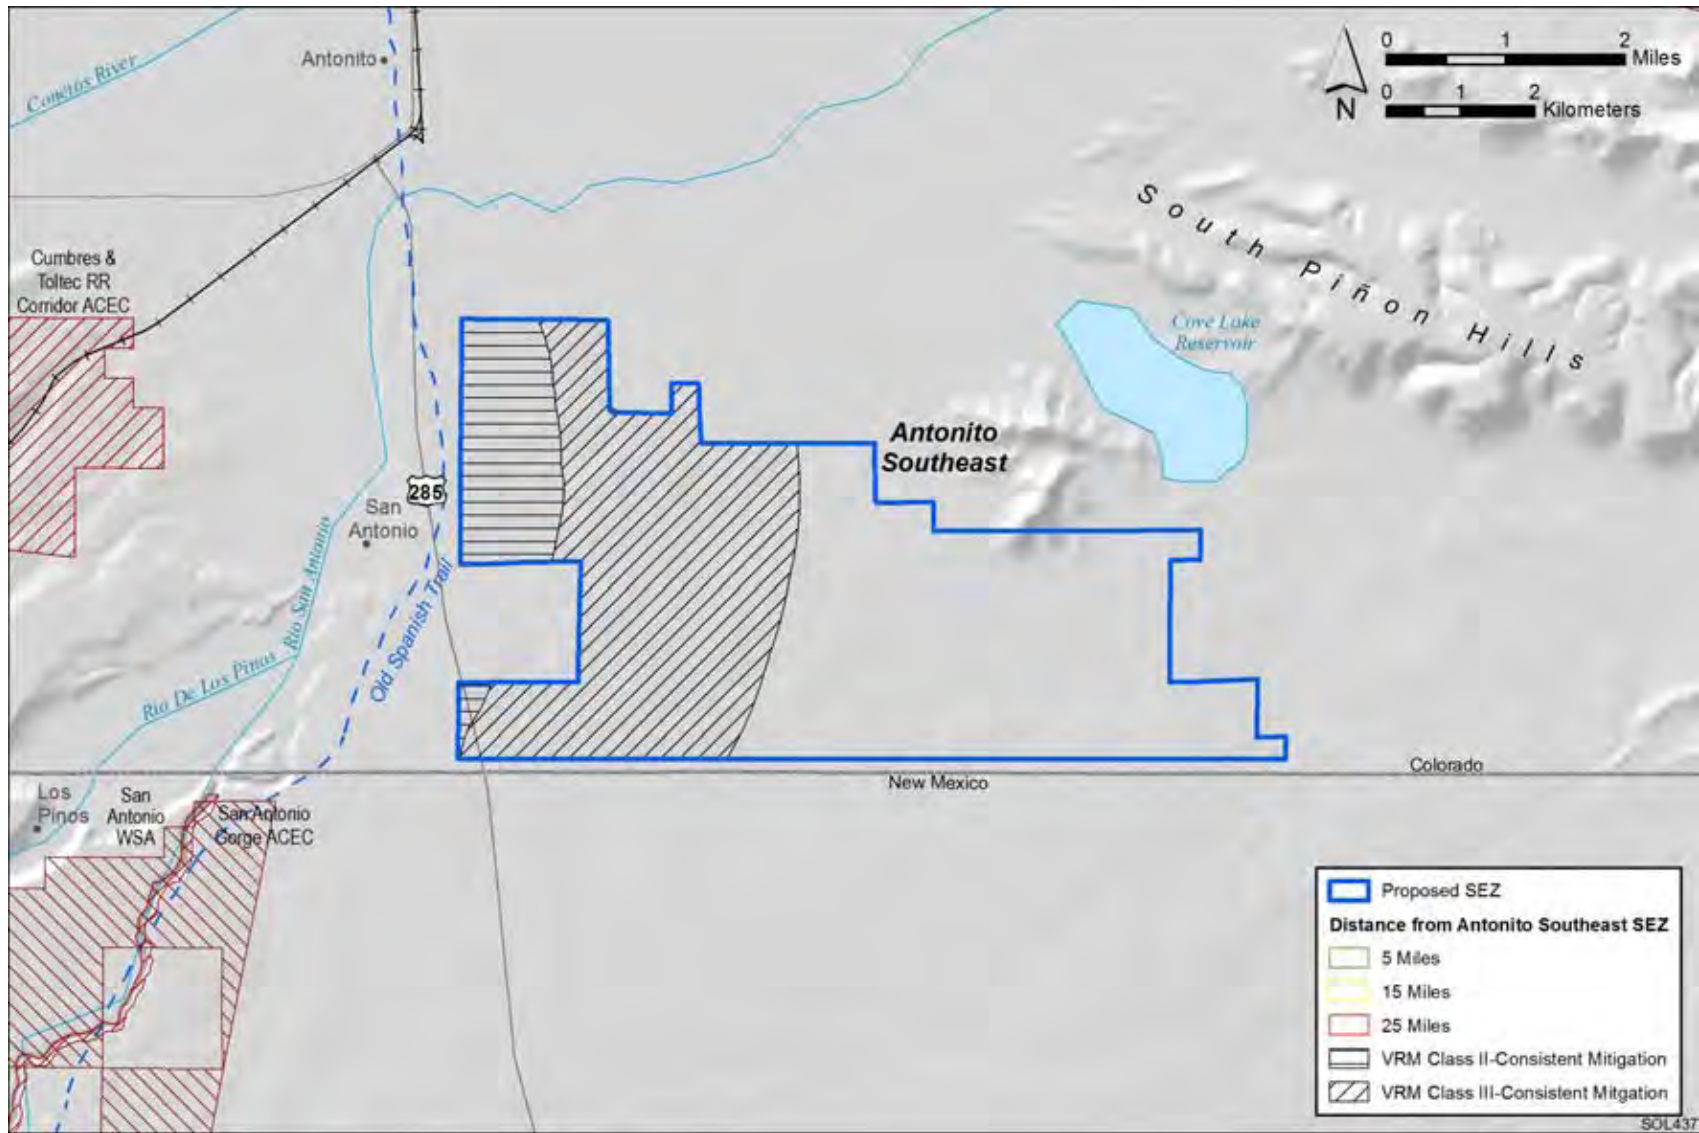 Antonito
Conejos River
0 1 2
Miles
0 1 2
Kilometers
N
South Piñon Hills
Cumbres &
Toltec RR
Corridor ACEC
Cove Lake
Reservoir
Antonito
Southeast
285
San
Antonio
Rio San Antonio
Old Spanish Trail
Rio De Los Pinos
Colorado
New Mexico
Los
Pinos
San
Antonio
WSA
San Antonio
Gorge ACEC
Proposed SEZ
Distance from Antonito Southeast SEZ
5 Miles
15 Miles
25 Miles
VRM Class II-Consistent Mitigation
VRM Class III-Consistent Mitgation
SOL437